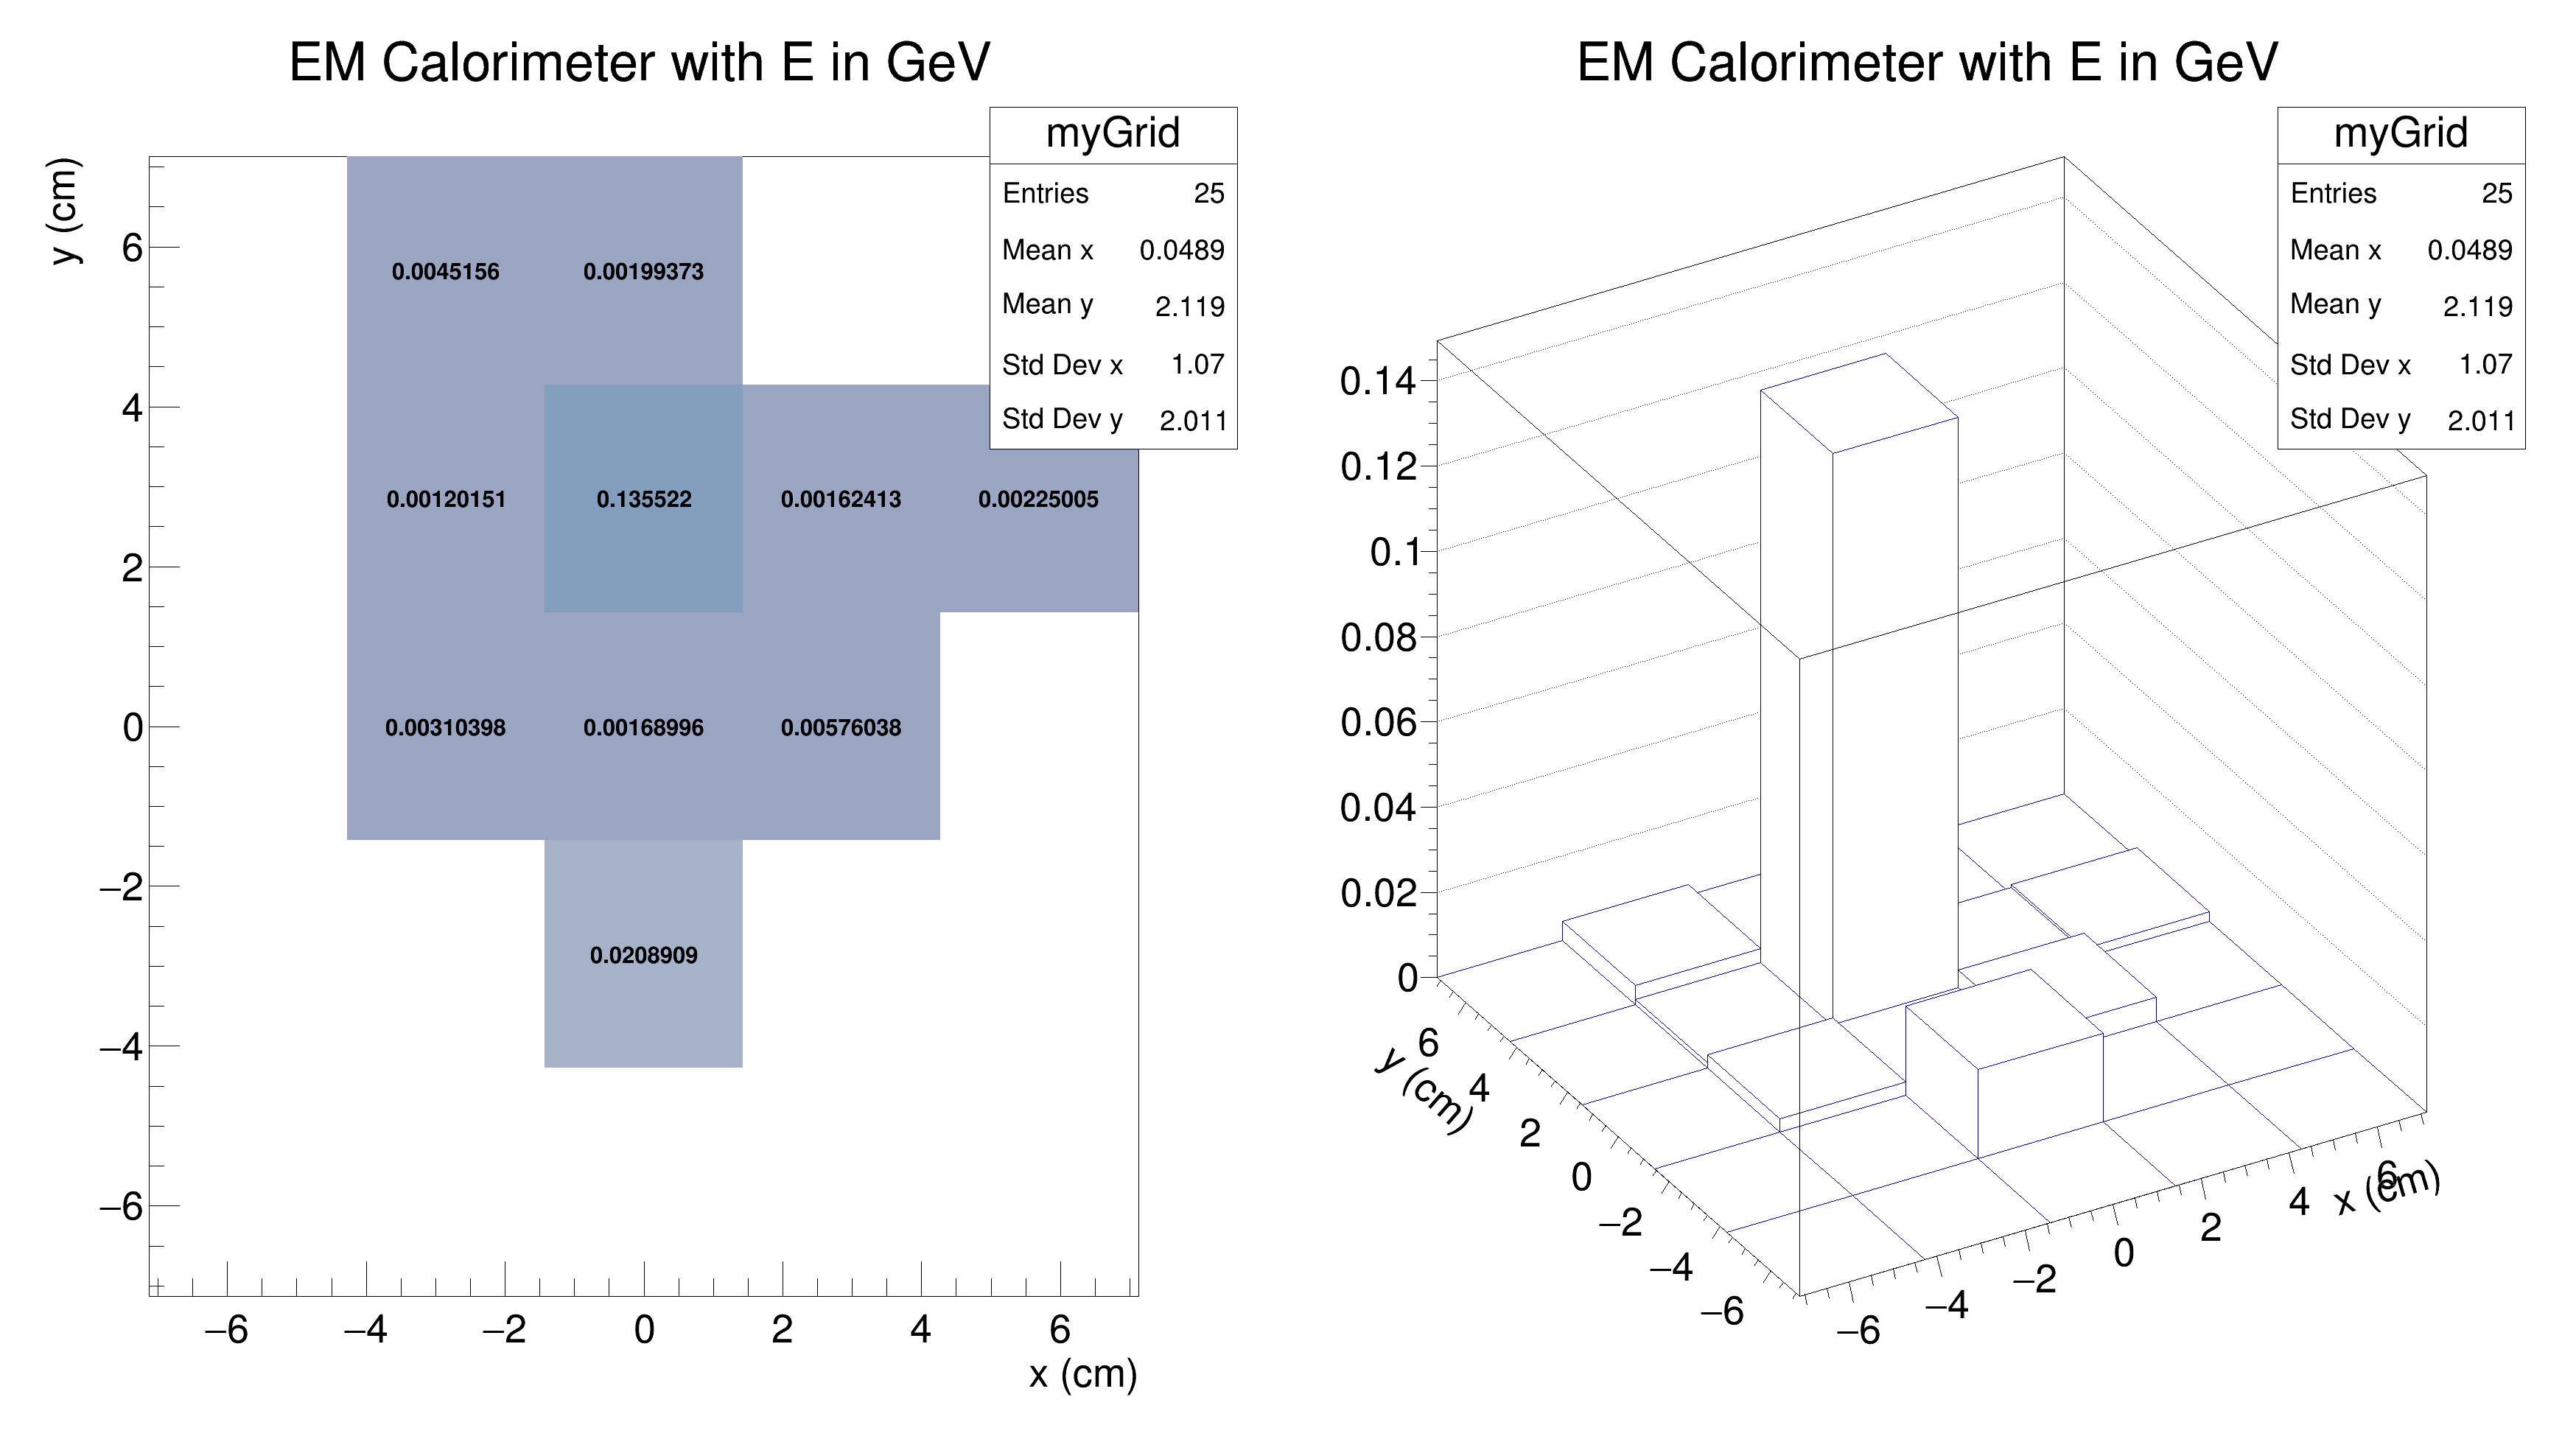 EM Calorimeter with E in GeV
myGrid
Entries 25
Mean x 0.0489
Mean y 2.119
Std Dev x 1.07
Std Dev y 2.011
y (cm)
6
4
2
0
−2
−4
−6
0.0045156 0.00199373
0.00120151 0.135522 0.00162413 0.00225005
0.00310398 0.00168996 0.00576038
0.0208909
−6 −4 −2 0 2 4 6
x (cm)
EM Calorimeter with E in GeV
myGrid
Entries 25
Mean x 0.0489
Mean y 2.119
Std Dev x 1.07
Std Dev y 2.011
0.14
0.12
0.1
0.08
0.06
0.04
0.02
0
6
4
2
0
−2
−4
−6
y (cm)
−6
−4
−2
0
2
4
6
x (cm)